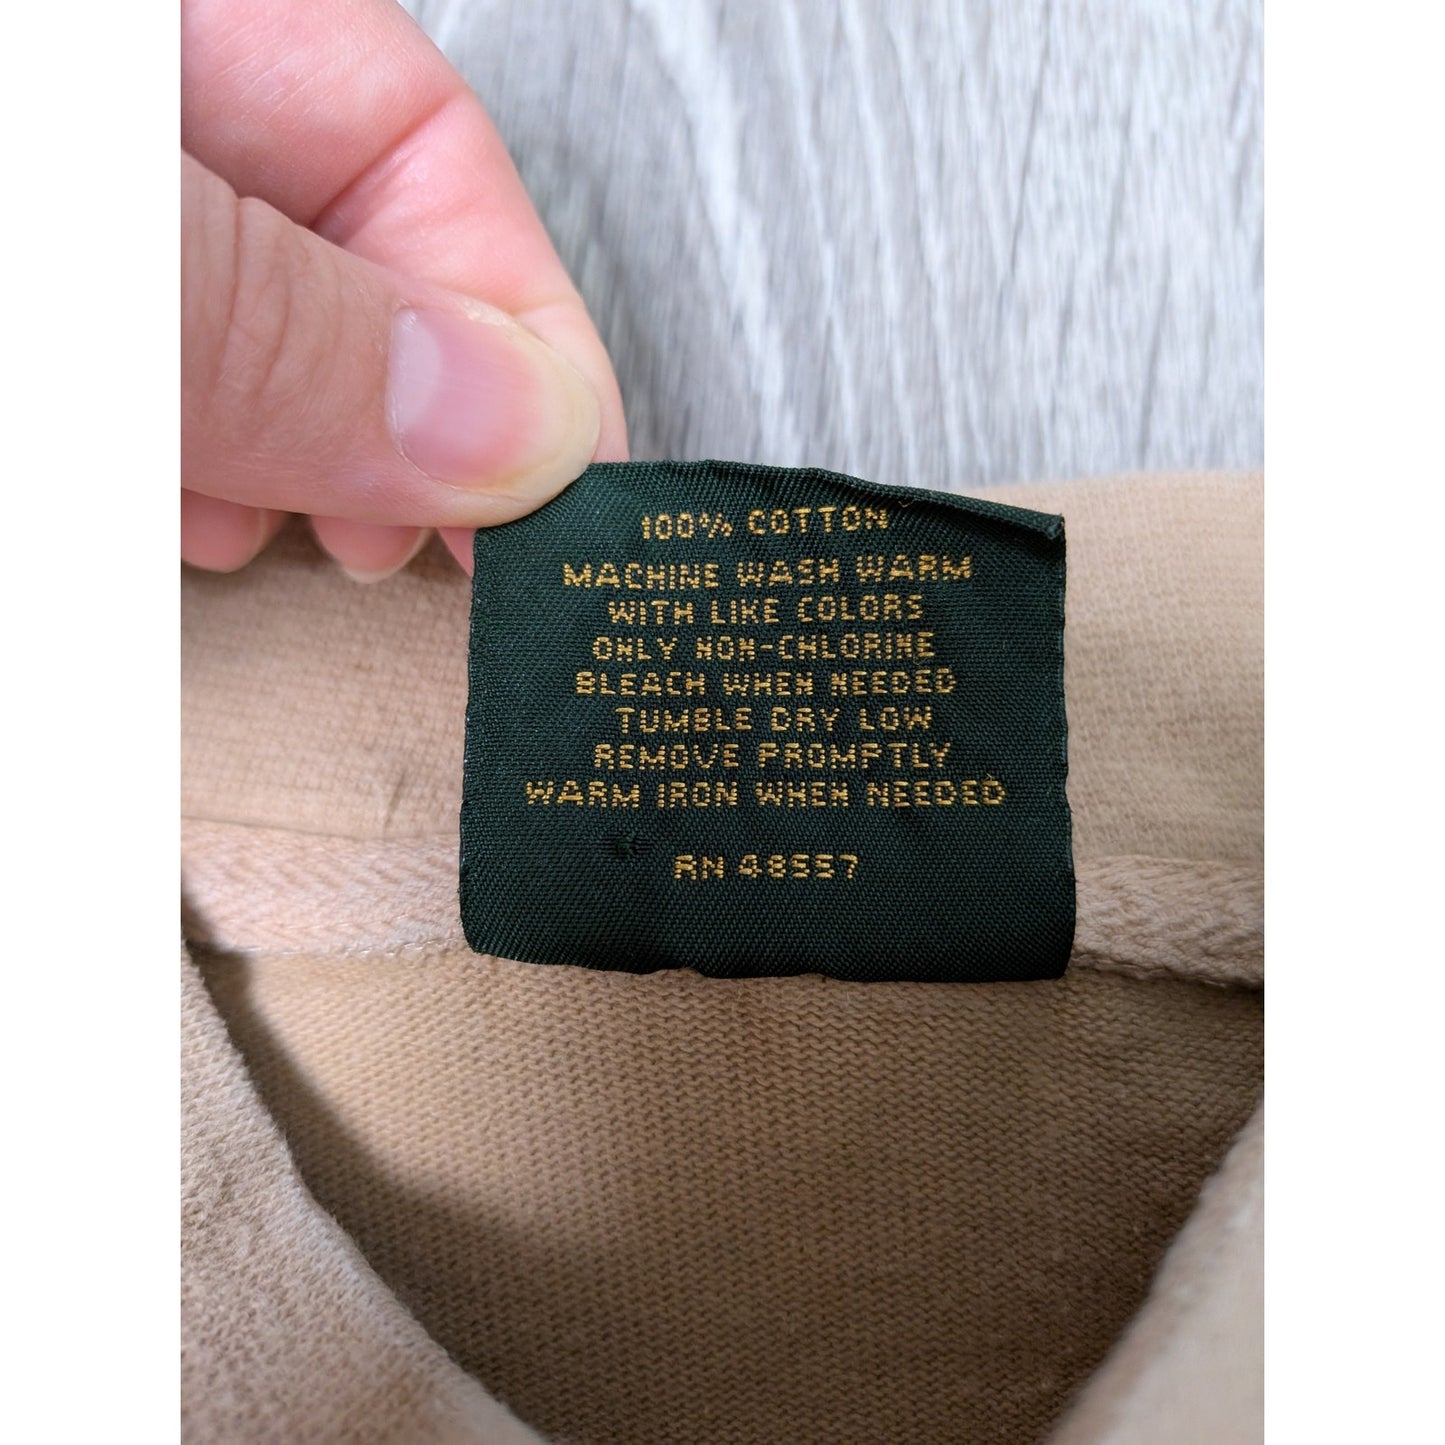 100% COTTON
MACHINE WASH WARM
WITH LIKE COLORS
ONLY NON-CHLORINE
BLEACH WHEN NEEDED
TUMBLE DRY LOW
REMOVE PROMPTLY
WARM IRON WHEN NEEDED
RN 48557